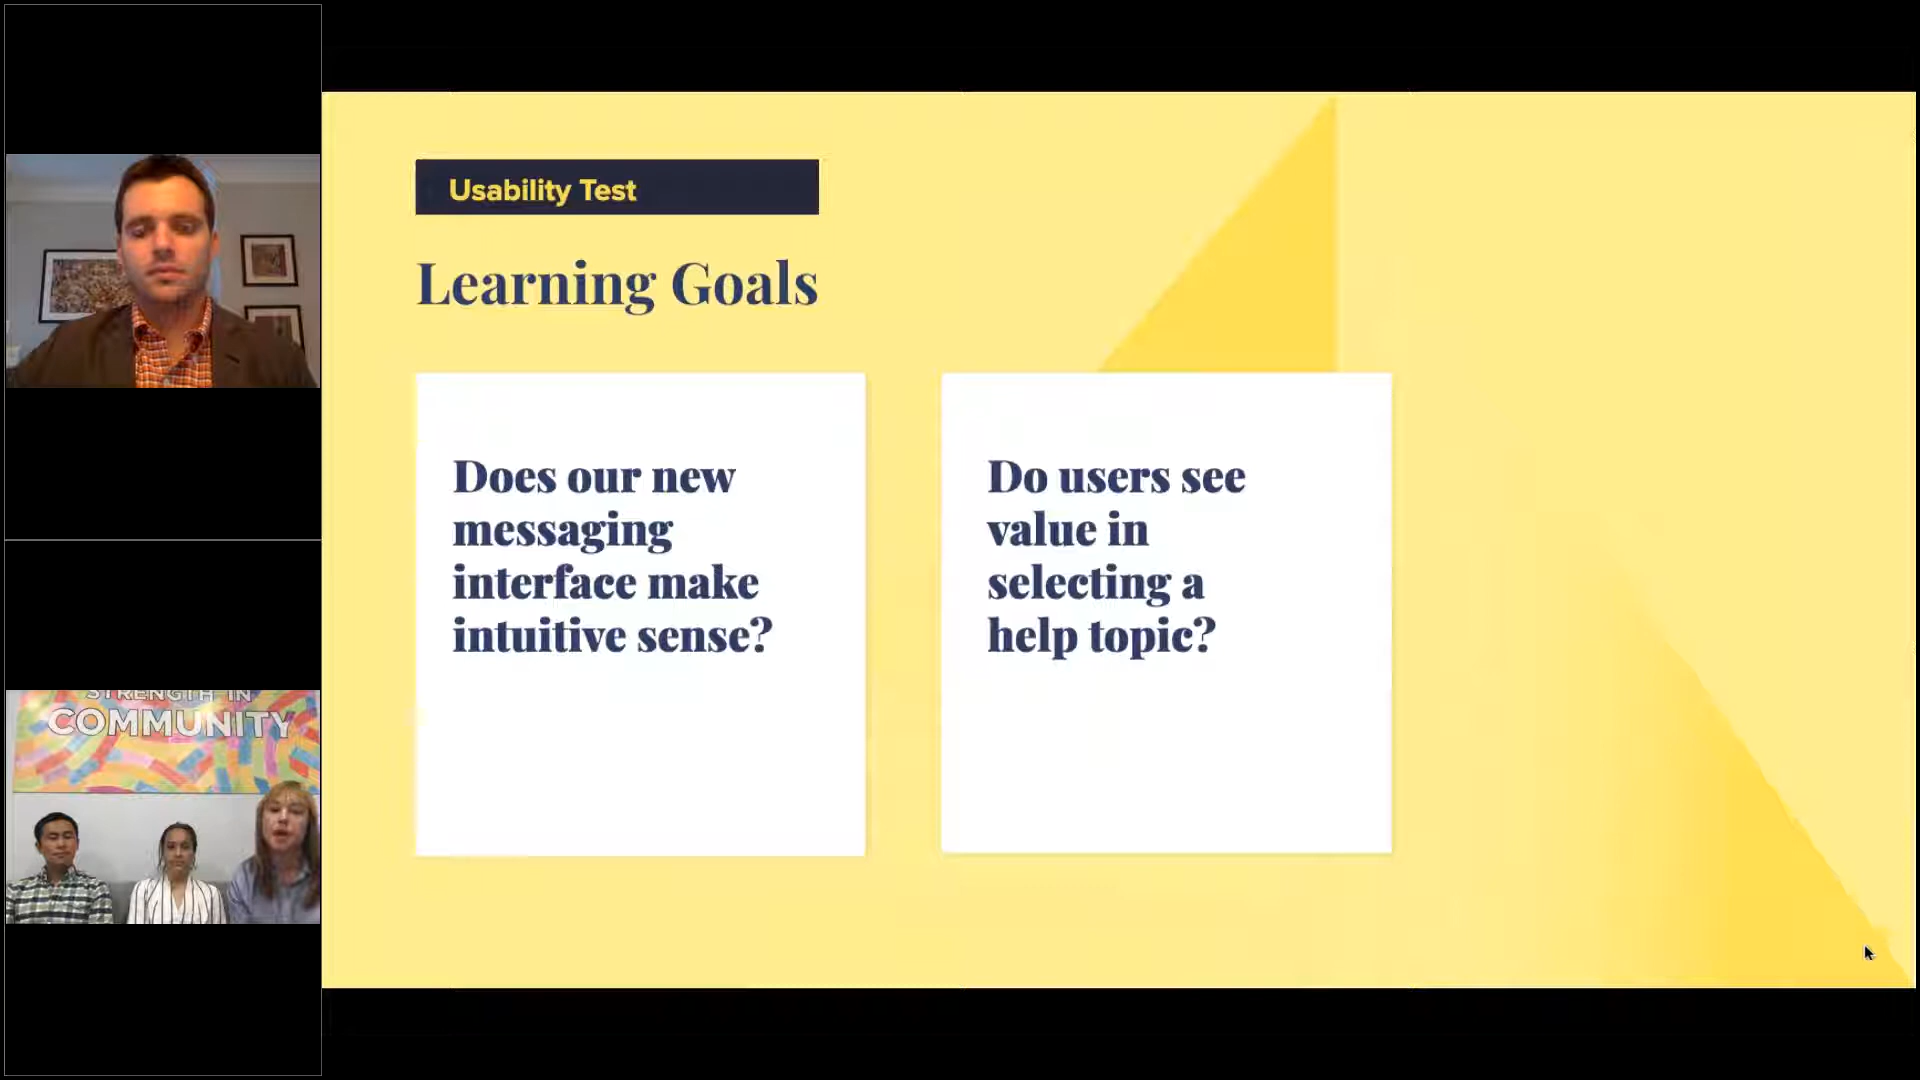 Usability Test
Learning Goals
Does our new
messaging
interface make
intuitive sense?
Do users see
value in
selecting a
help topic?
STRENGTH IN
COMMUNITY